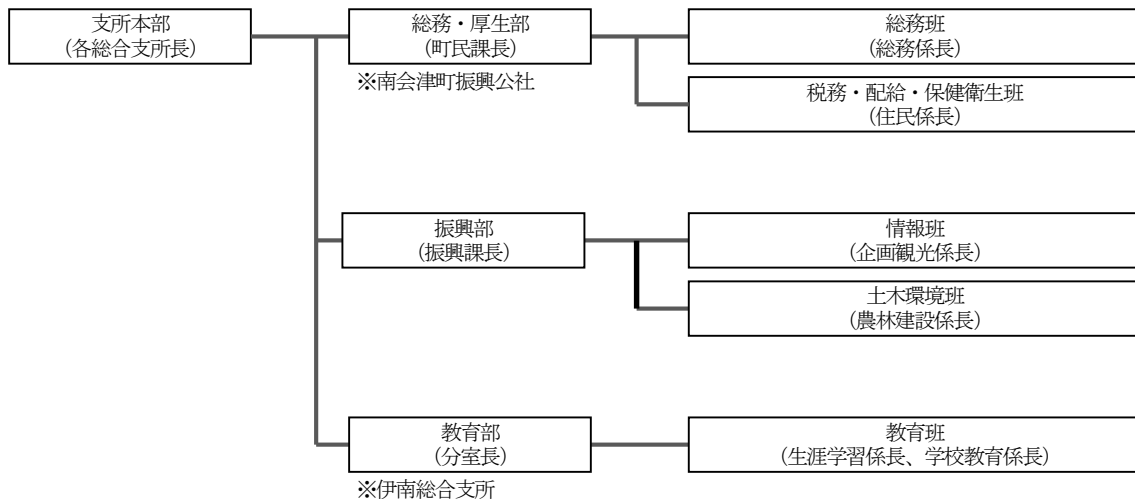 支所本部
（各総合支所長）
総務・厚生部
（町民課長）
※南会津町振興公社
総務班
（総務係長）
税務・配給・保健衛生班
（住民係長）
振興部
（振興課長）
情報班
（企画観光係長）
土木環境班
（農林建設係長）
教育部
（分室長）
※伊南総合支所
教育班
（生涯学習係長、学校教育係長）